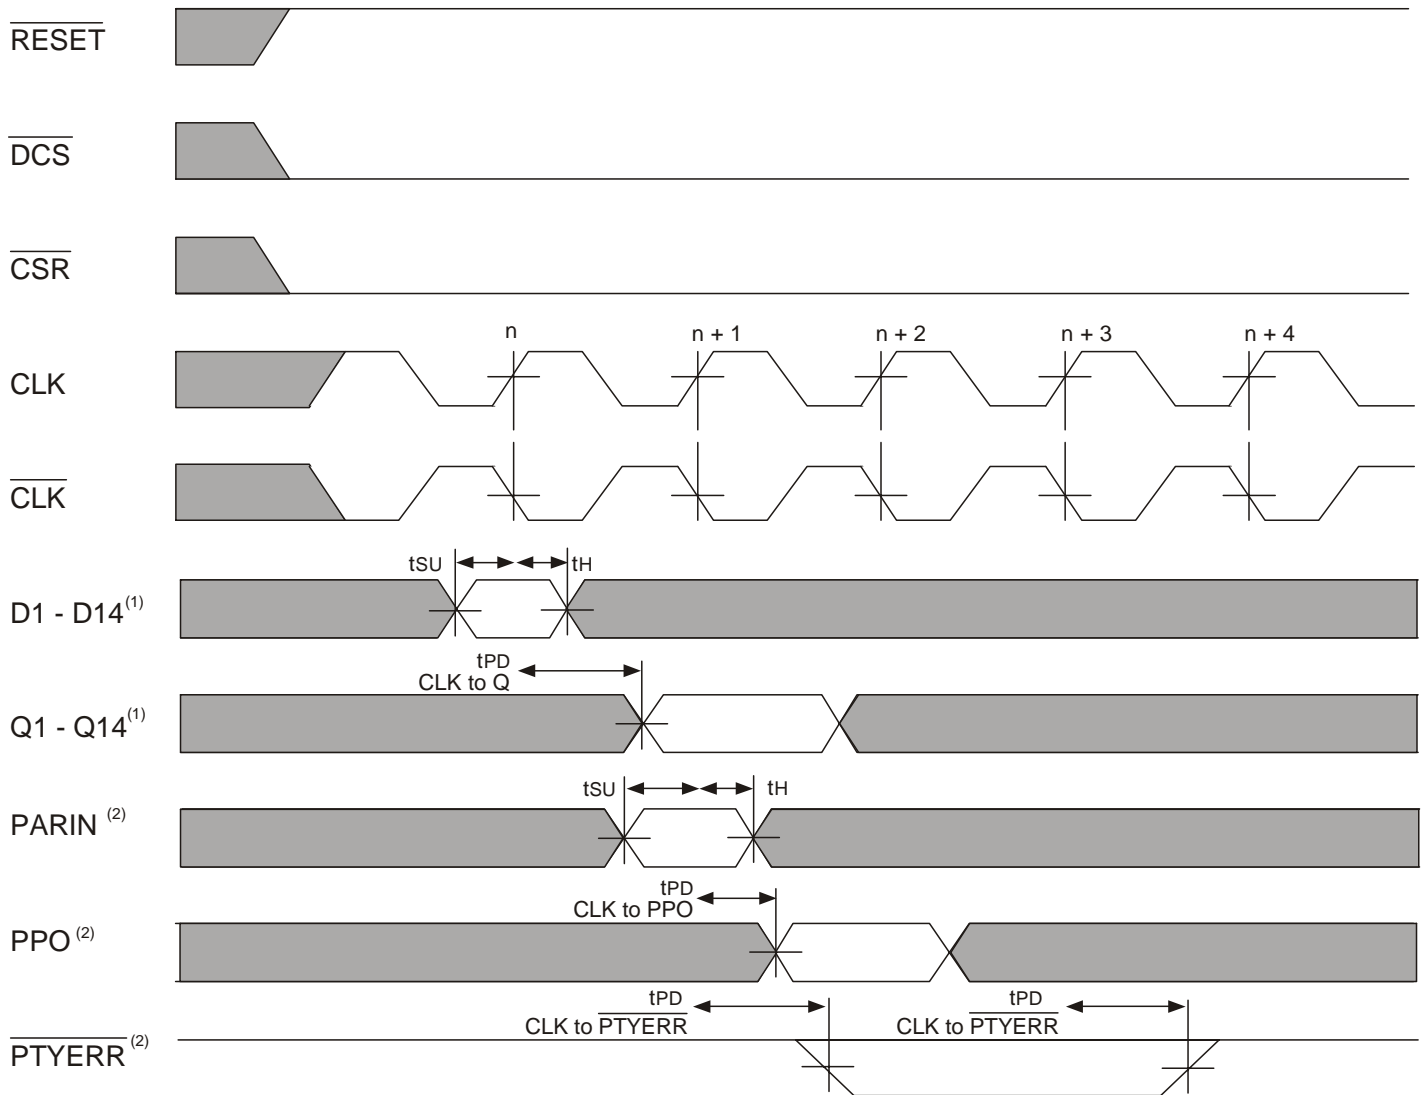 RESET
DCS
CSR
n n + 1 n + 2 n + 3 n + 4
CLK
CLK
tSU tH
D1 - D14(1)
tPD
CLK to Q
Q1 - Q14(1)
tSU tH
PARIN (2)
tPD
CLK to PPO
PPO (2)
tPD tPD
CLK to PTYERR CLK to PTYERR
PTYERR (2)